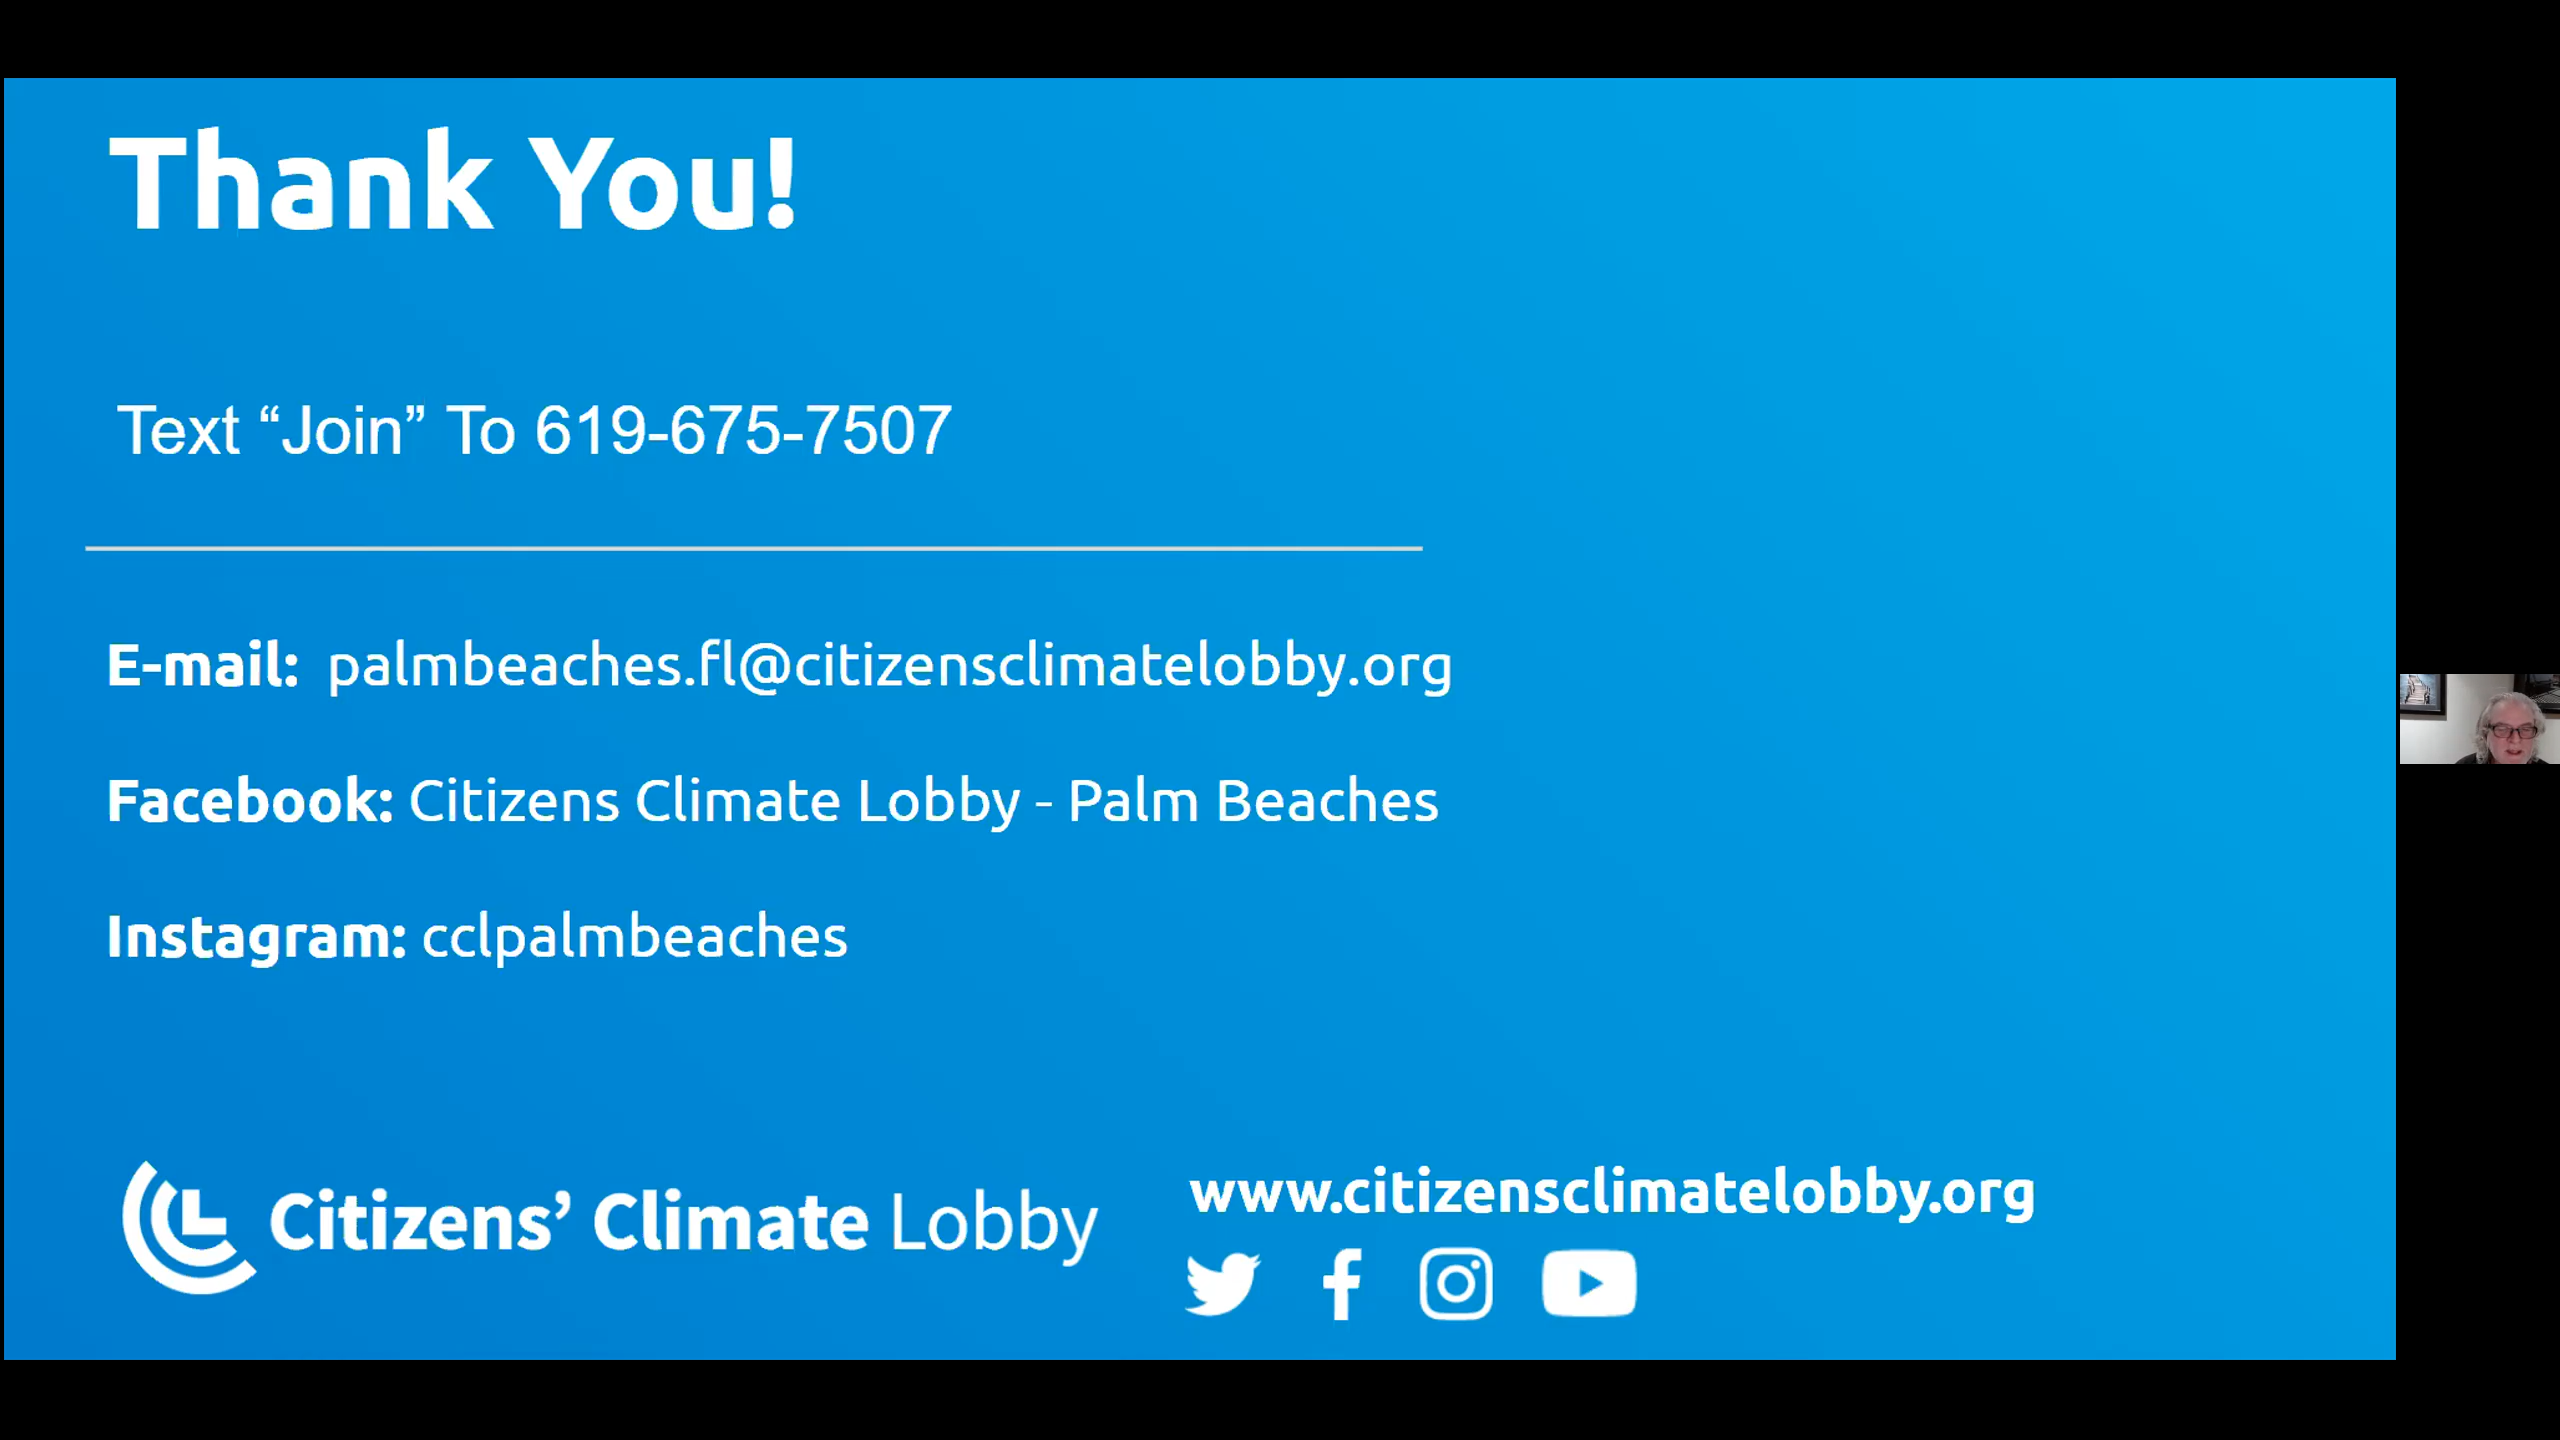 Thank You!
Text “Join” To 619-675-7507
E-mail: palmbeaches.fl@citizensclimatelobby.org
Facebook: Citizens Climate Lobby - Palm Beaches
Instagram: cclpalmbeaches
Citizens’ Climate Lobby
www.citizensclimatelobby.org